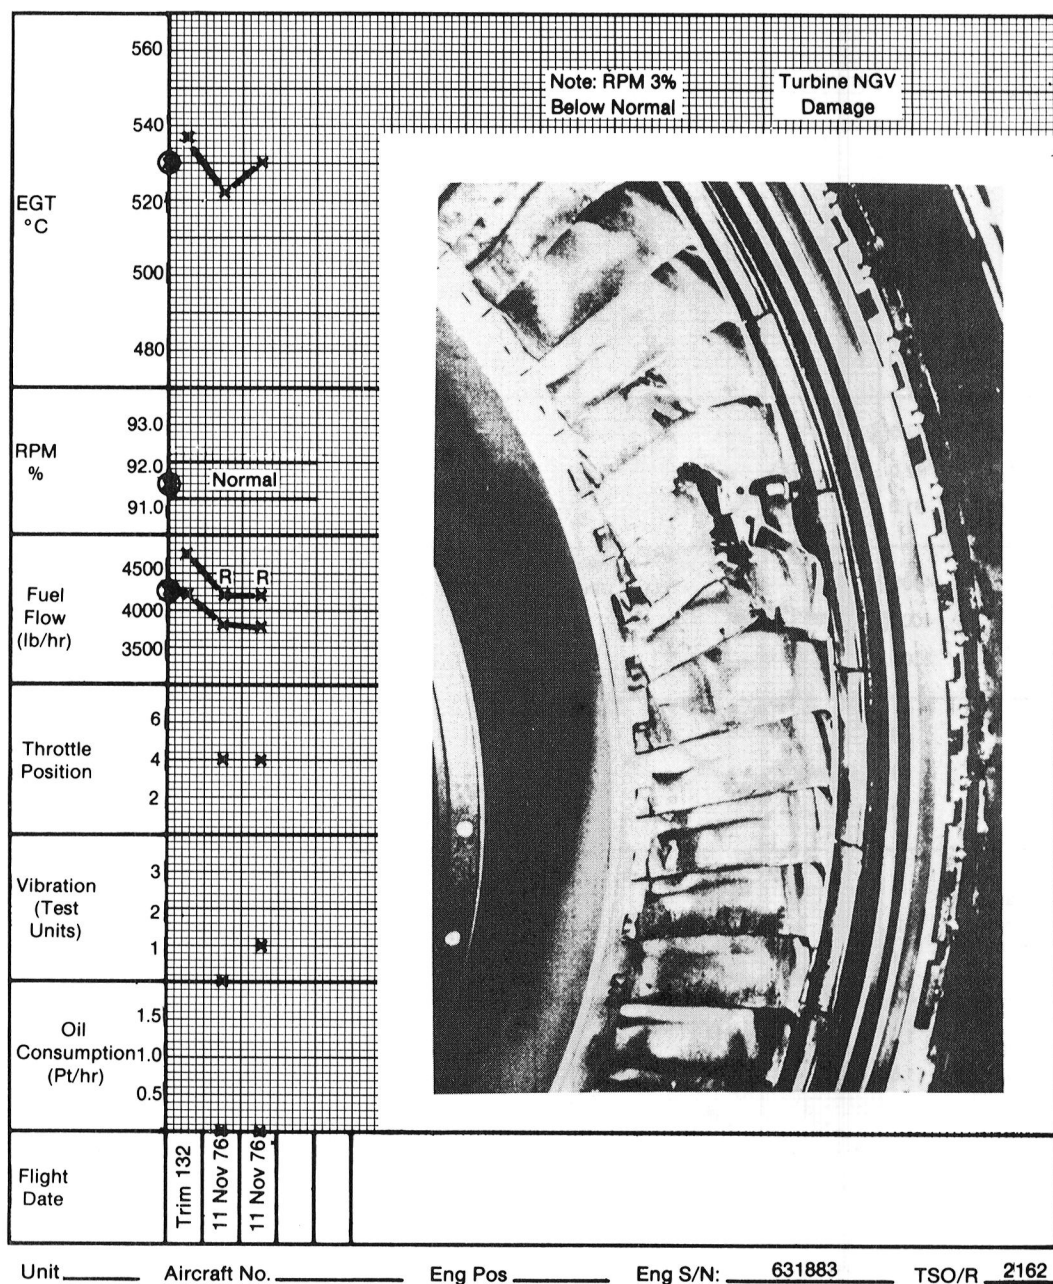 560
540
520
500
480
EGT
°C
Note: RPM 3%
Below Normal
Turbine NGV
Damage
93.0
92.0
91.0
RPM
%
Normal
4500
4000
3500
Fuel
Flow
(lb/hr)
R R
6
4
2
Throttle
Position
3
2
1
Vibration
(Test
Units)
1.5
1.0
0.5
Oil
Consumption
(Pt/hr)
Flight
Date
Trim 132
11 Nov 76
11 Nov 76
Unit Aircraft No. Eng Pos Eng S/N: 631883 TSO/R 2162